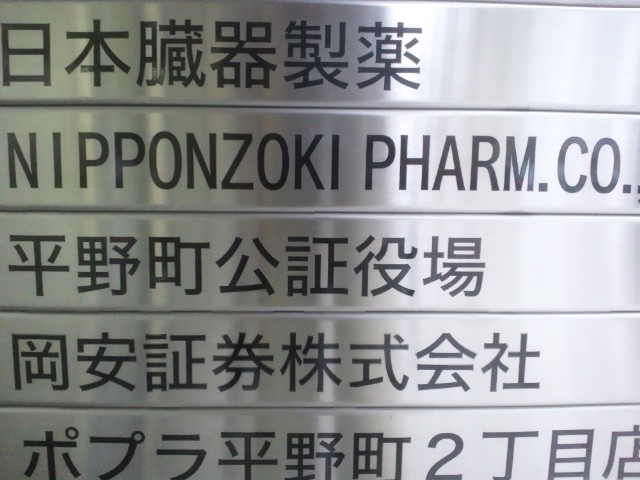 日本臓器製薬
NIPPONZOKI PHARM.CO.,
平野町公証役場
岡安証券株式会社
ポプラ平野町２丁目店